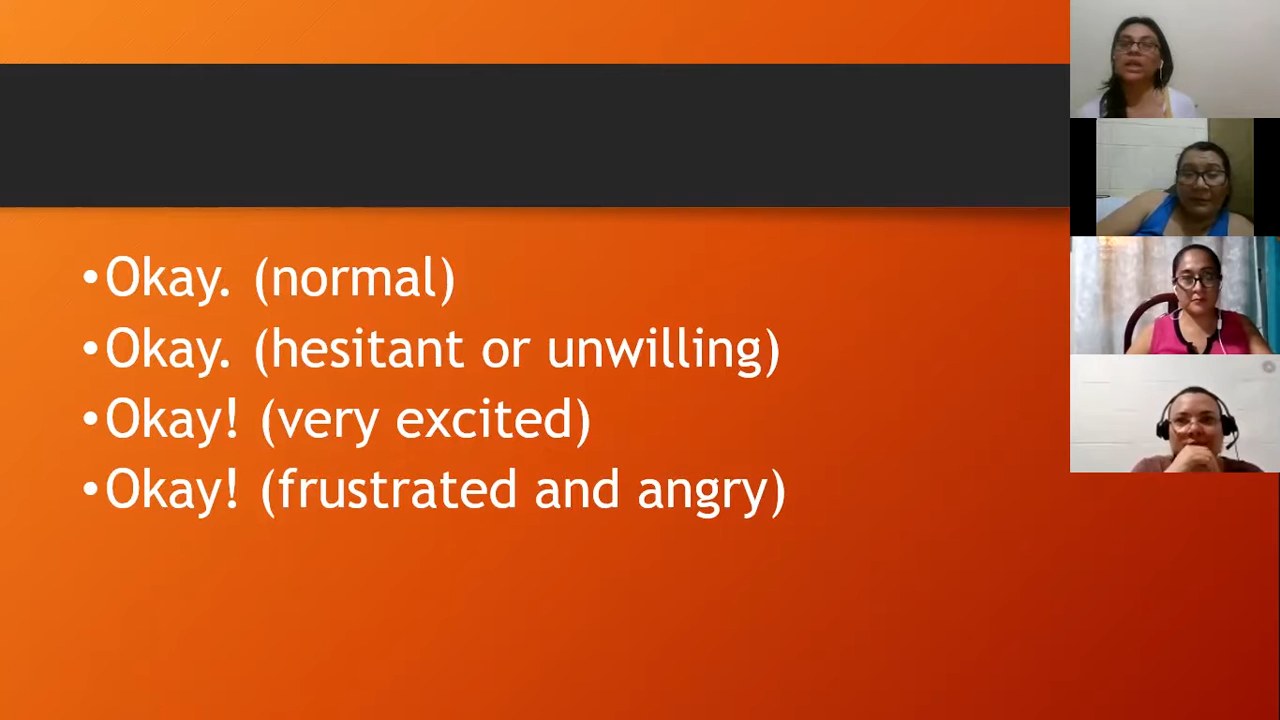 •Okay. (normal)
•Okay. (hesitant or unwilling)
•Okay! (very excited)
•Okay! (frustrated and angry)